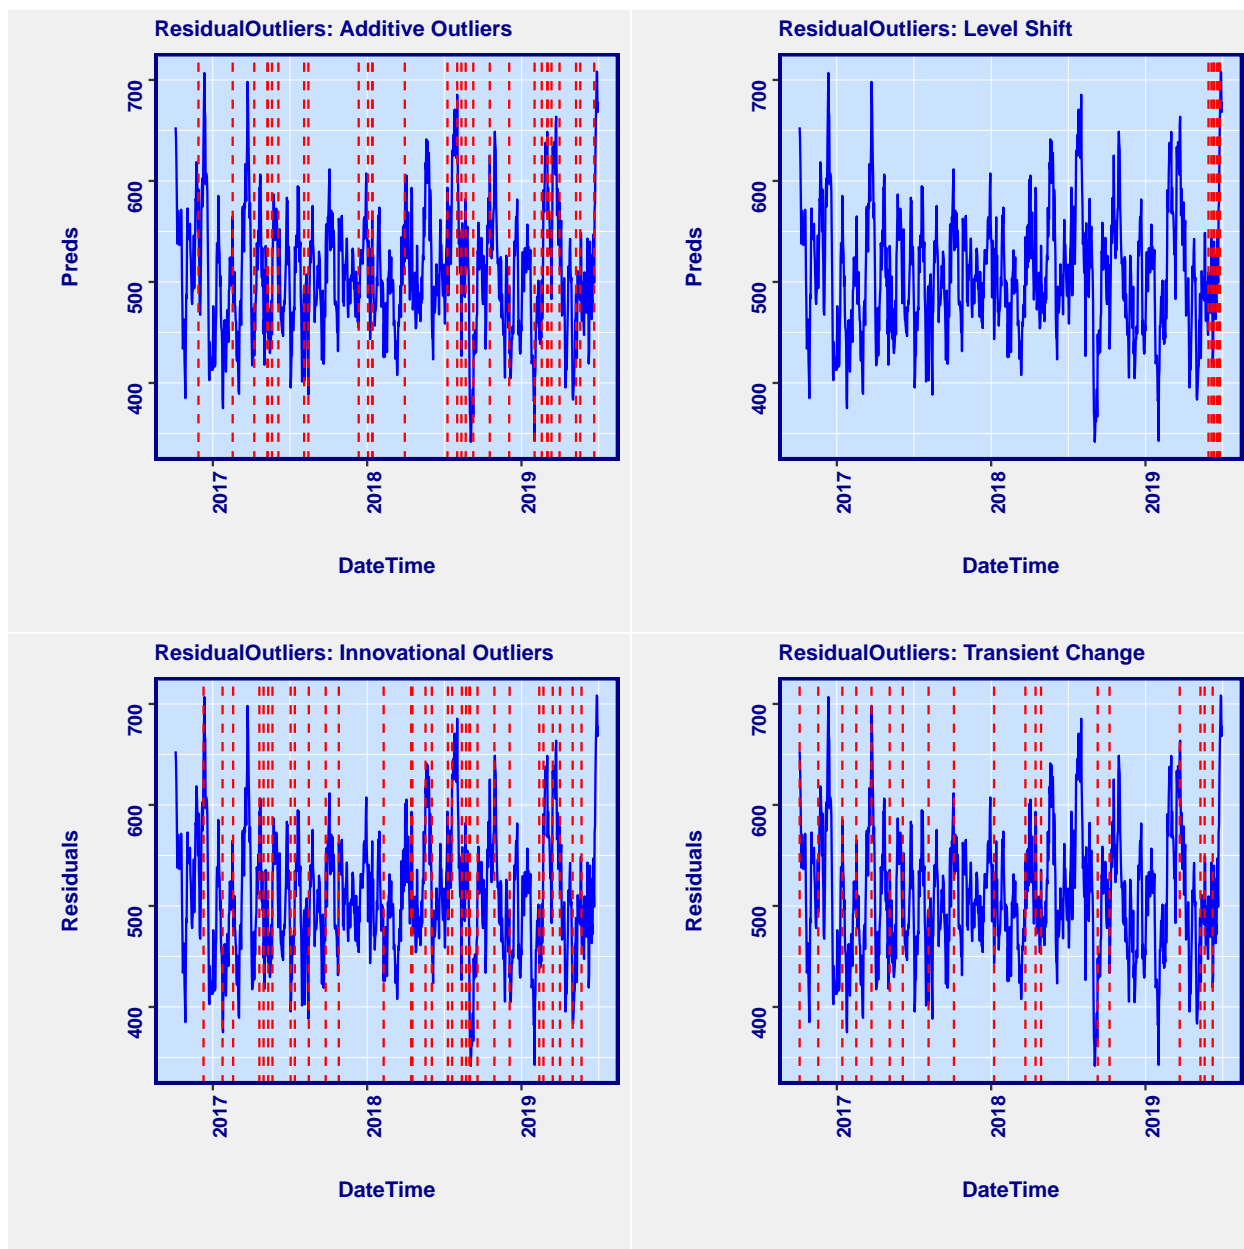 ResidualOutliers: Additive Outliers
Preds
700
600
500
400
2017
2018
2019
DateTime
ResidualOutliers: Level Shift
Preds
700
600
500
400
2017
2018
2019
DateTime
ResidualOutliers: Innovational Outliers
Residuals
700
600
500
400
2017
2018
2019
DateTime
ResidualOutliers: Transient Change
Residuals
700
600
500
400
2017
2018
2019
DateTime